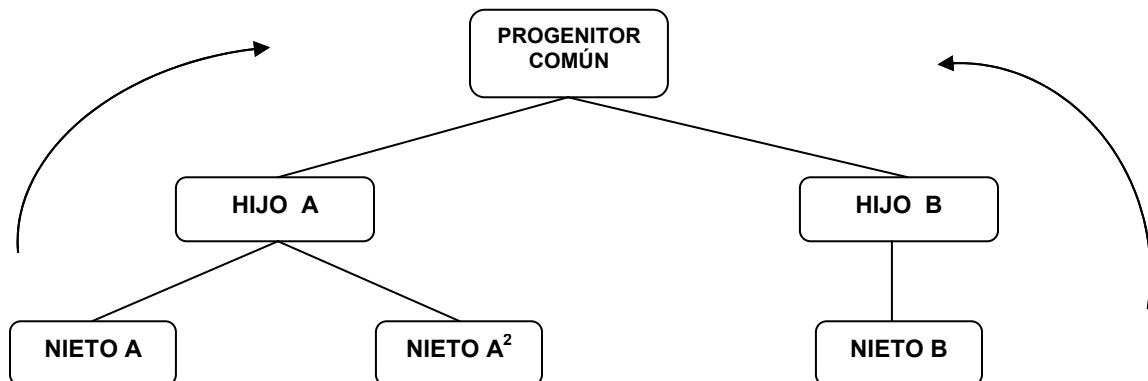 PROGENITOR
COMÚN
HIJO A
HIJO B
NIETO A
NIETO A²
NIETO B